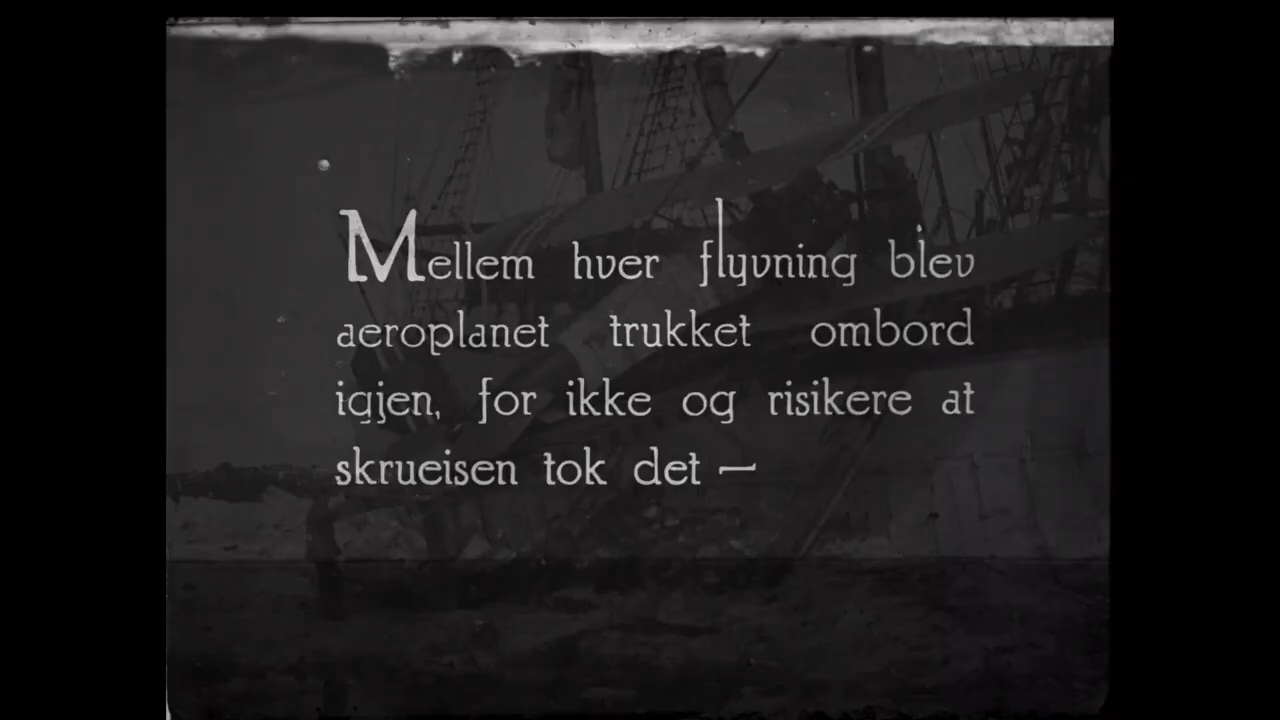 Mellem hver flyvning blev
aeroplanet trukket ombord
igjen, for ikke og risikere at
skrueisen tok det —